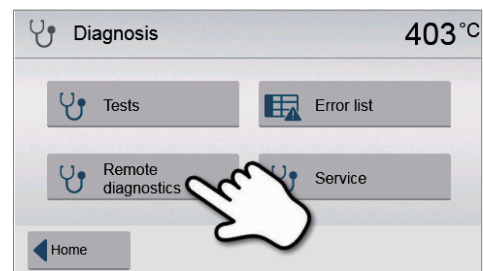 Diagnosis
403°C
Tests
Error list
Remote
diagnostics
Service
Home